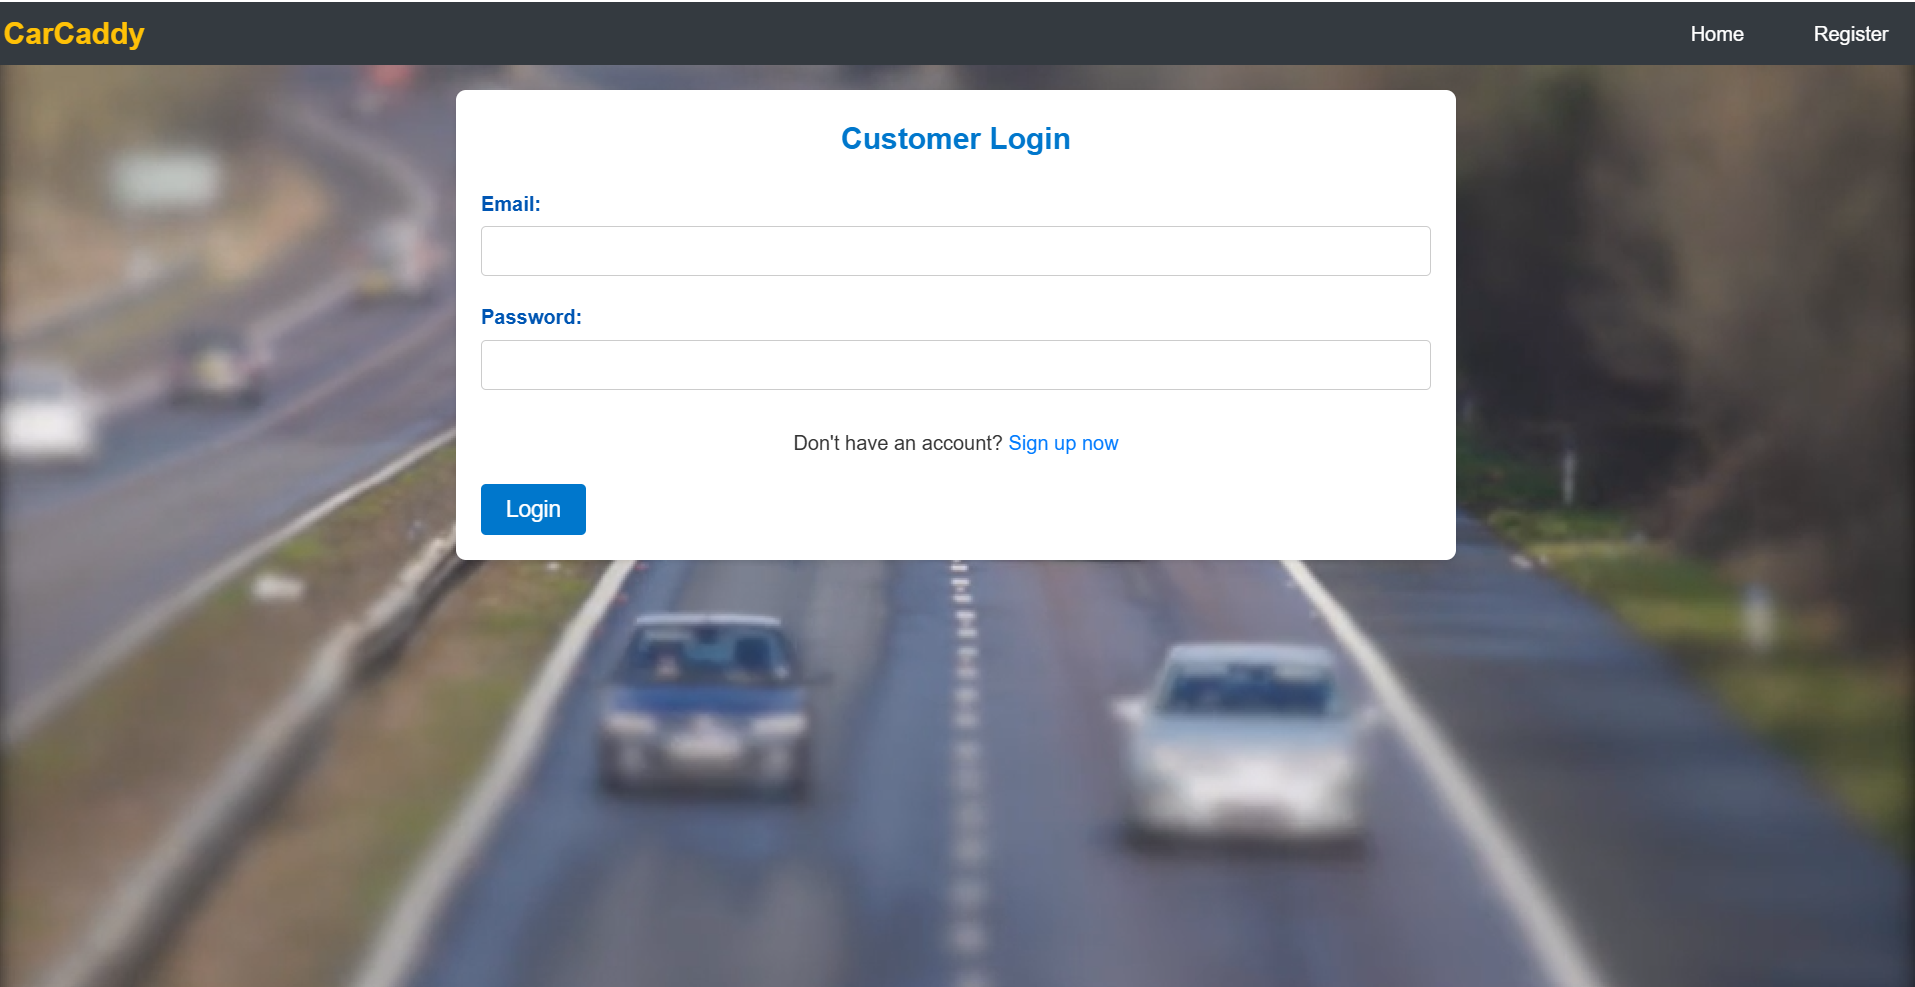 CarCaddy
Home
Register
Customer Login
Email:
Password:
Don't have an account? Sign up now
Login